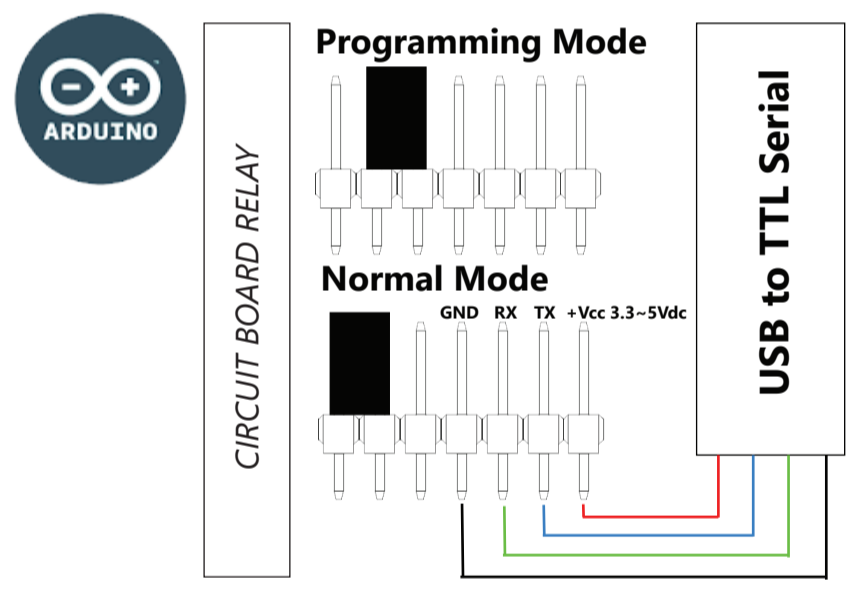 ARDUINO
CIRCUIT BOARD RELAY
Programming Mode
Normal Mode
GND RX TX +Vcc 3.3~5Vdc
USB to TTL Serial